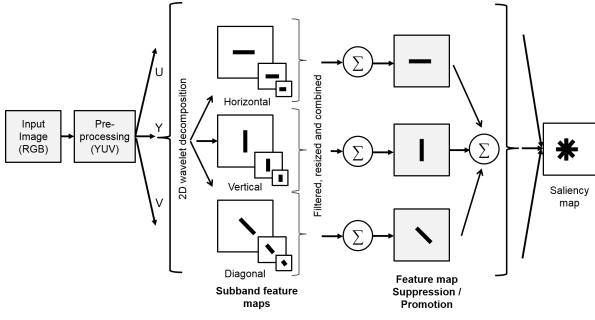 Input
Image
(RGB)
Pre-
processing
(YUV)
U
Y
V
2D wavelet decomposition
Horizontal
Vertical
Diagonal
Subband feature
maps
Filtered, resized and combined
∑
∑
∑
Feature map
Suppression /
Promotion
∑
Saliency
map